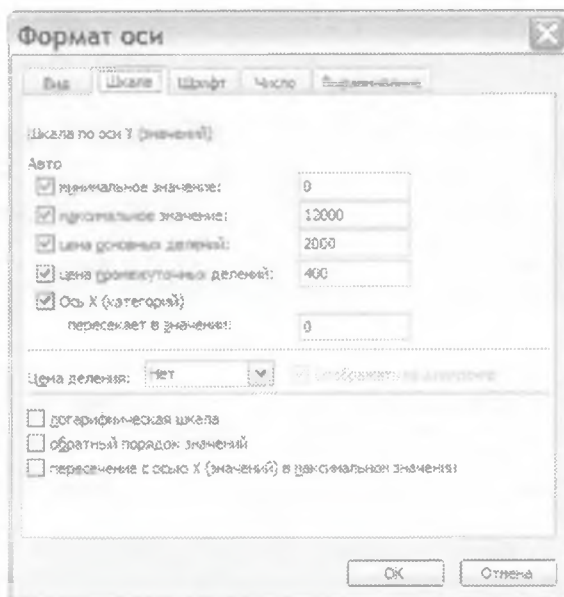 Формат оси
Вид Шкала Шрифт Число Выравнивание
Шкала по оси Y (значений)
Авто
минимальное значение: 0
максимальное значение: 12000
цена основных делений: 2000
цена промежуточных делений: 400
Ось X (категорий)
пересекает в значении: 0
Цена деления: Нет
логарифмическая шкала
обратный порядок значений
пересечение с осью X (значений) в максимальном значении
OK Отмена